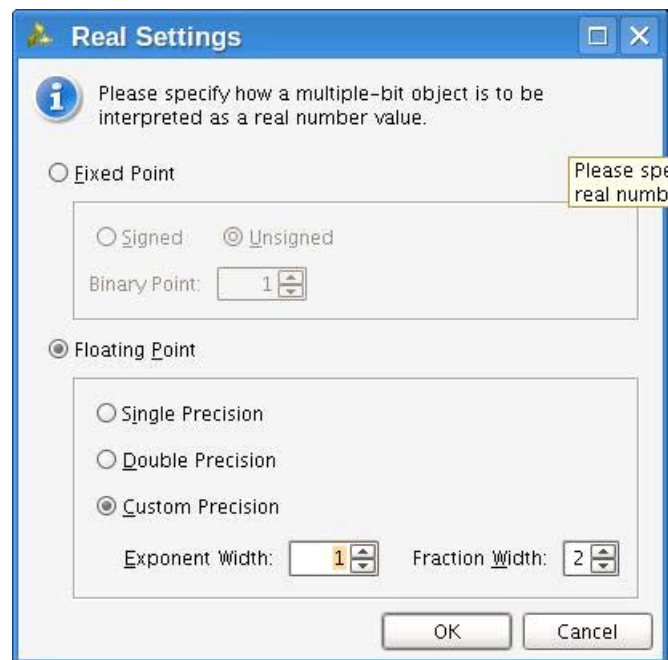 Real Settings
Please specify how a multiple-bit object is to be
interpreted as a real number value.
Fixed Point
Please spe
real numb
Signed Unsigned
Binary Point: 1
Floating Point
Single Precision
Double Precision
Custom Precision
Exponent Width: 1 Fraction Width: 2
OK Cancel